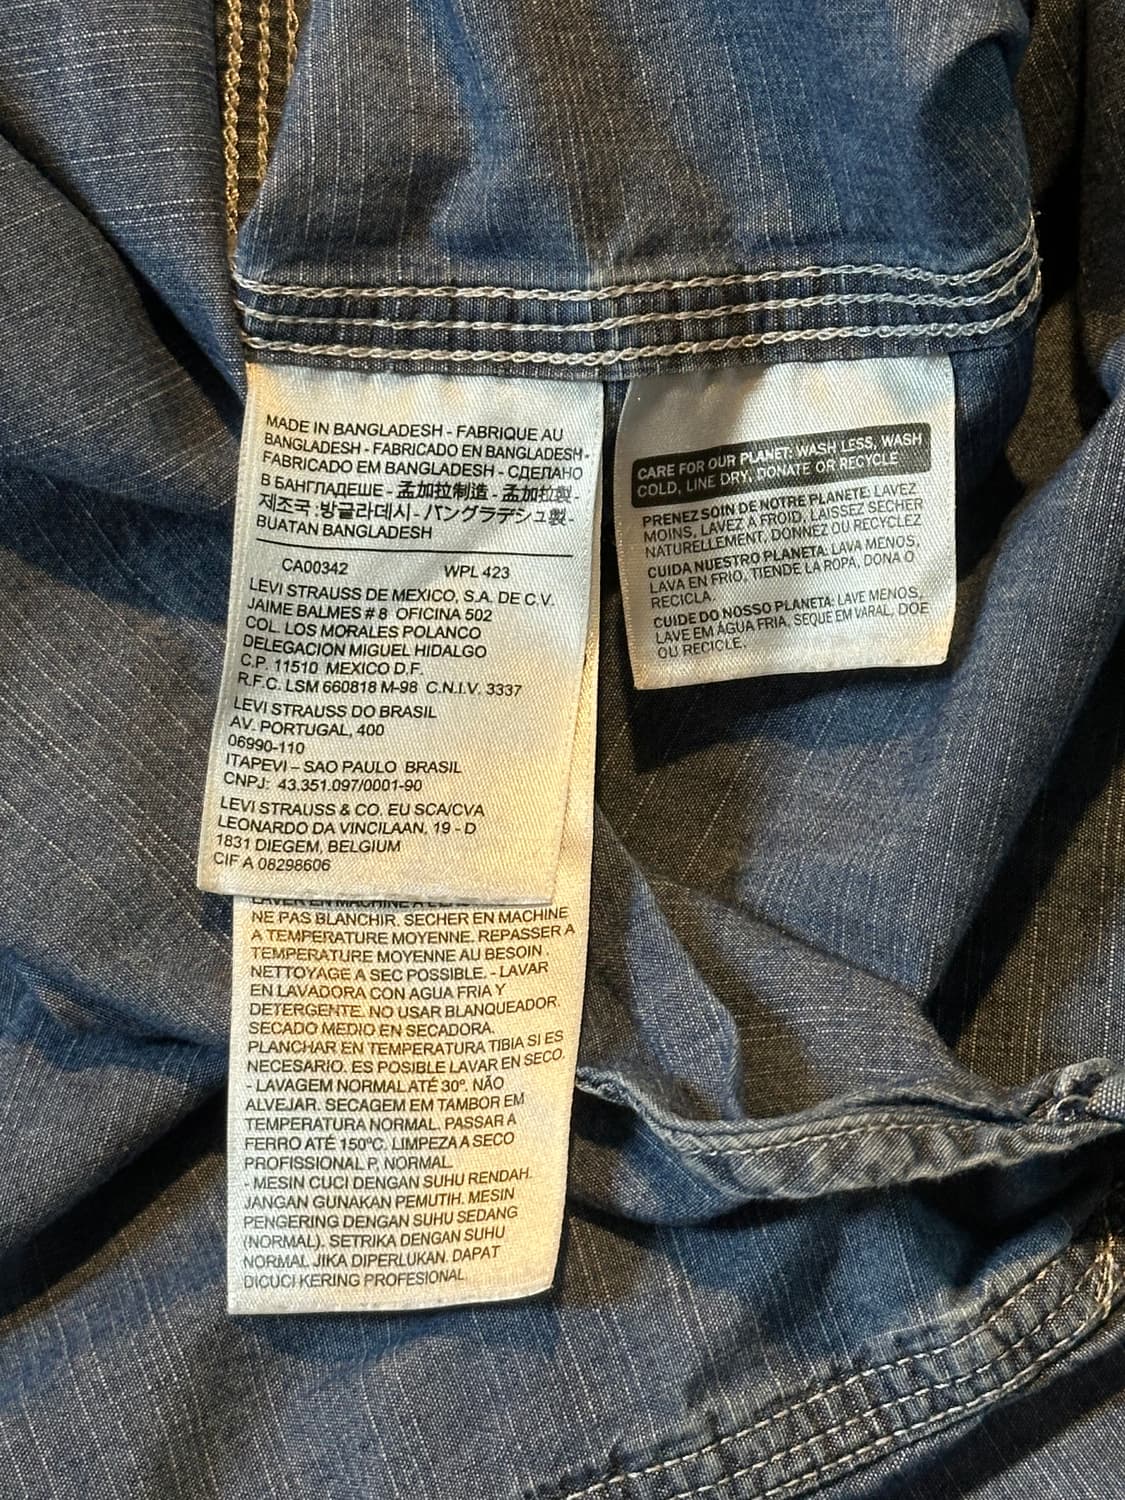 MADE IN BANGLADESH - FABRIQUE AU
BANGLADESH - FABRICADO EN BANGLADESH -
FABRICADO EM BANGLADESH - СДЕЛАНО
В БАНГЛАДЕШЕ - 孟加拉制造 - 孟加拉製 -
제조국 :방글라데시 - バングラデシュ製 -
BUATAN BANGLADESH
CA00342 WPL 423
LEVI STRAUSS DE MEXICO, S.A. DE C.V.
JAIME BALMES # 8 OFICINA 502
COL. LOS MORALES POLANCO
DELEGACION MIGUEL HIDALGO
C.P. 11510 MEXICO D.F.
R.F.C. LSM 660818 M-98 C.N.I.V. 3337
LEVI STRAUSS DO BRASIL
AV. PORTUGAL, 400
06990-110
ITAPEVI – SAO PAULO BRASIL
CNPJ: 43.351.097/0001-90
LEVI STRAUSS & CO. EU SCA/CVA
LEONARDO DA VINCILAAN, 19 - D
1831 DIEGEM, BELGIUM
CIF A 08298606
LAVER EN MACHINE A
NE PAS BLANCHIR. SECHER EN MACHINE
A TEMPERATURE MOYENNE. REPASSER A
TEMPERATURE MOYENNE AU BESOIN .
NETTOYAGE A SEC POSSIBLE. - LAVAR
EN LAVADORA CON AGUA FRIA Y
DETERGENTE. NO USAR BLANQUEADOR.
SECADO MEDIO EN SECADORA.
PLANCHAR EN TEMPERATURA TIBIA SI ES
NECESARIO. ES POSIBLE LAVAR EN SECO.
- LAVAGEM NORMAL ATÉ 30º. NÃO
ALVEJAR. SECAGEM EM TAMBOR EM
TEMPERATURA NORMAL. PASSAR A
FERRO ATÉ 150ºC. LIMPEZA A SECO
PROFISSIONAL P, NORMAL.
- MESIN CUCI DENGAN SUHU RENDAH.
JANGAN GUNAKAN PEMUTIH. MESIN
PENGERING DENGAN SUHU SEDANG
(NORMAL). SETRIKA DENGAN SUHU
NORMAL JIKA DIPERLUKAN. DAPAT
DICUCI KERING PROFESIONAL.
CARE FOR OUR PLANET: WASH LESS, WASH
COLD, LINE DRY, DONATE OR RECYCLE
PRENEZ SOIN DE NOTRE PLANETE: LAVEZ
MOINS, LAVEZ A FROID, LAISSEZ SECHER
NATURELLEMENT, DONNEZ OU RECYCLEZ
CUIDA NUESTRO PLANETA: LAVA MENOS,
LAVA EN FRIO, TIENDE LA ROPA, DONA O
RECICLA.
CUIDE DO NOSSO PLANETA: LAVE MENOS,
LAVE EM ÁGUA FRIA, SEQUE EM VARAL, DOE
OU RECICLE.